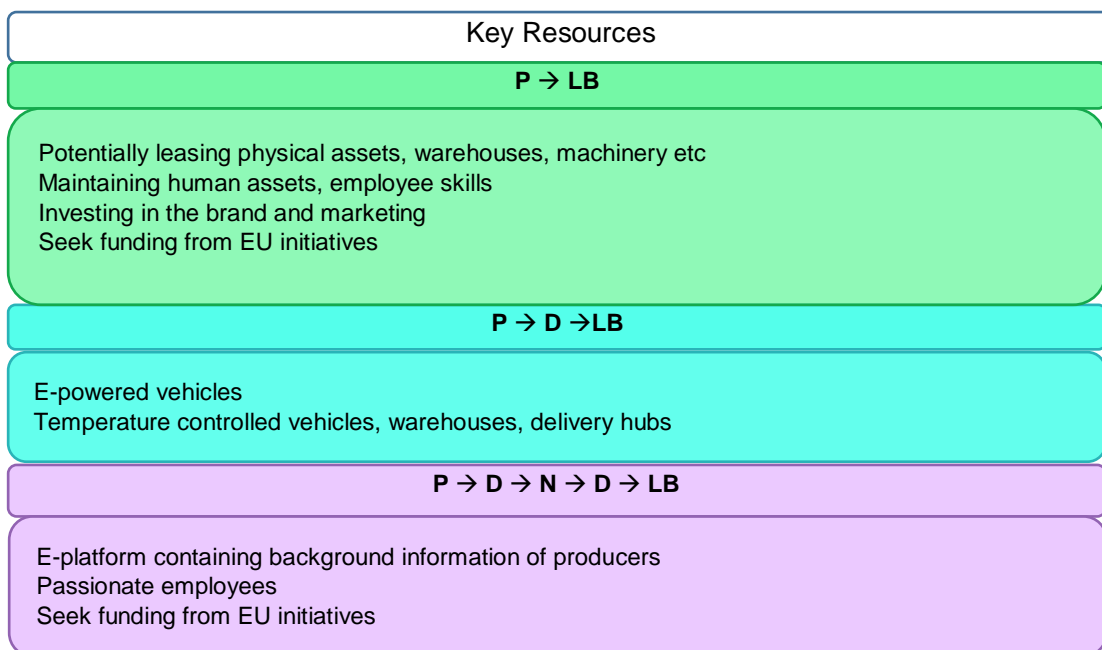 Key Resources
P → LB
Potentially leasing physical assets, warehouses, machinery etc
Maintaining human assets, employee skills
Investing in the brand and marketing
Seek funding from EU initiatives
P → D →LB
E-powered vehicles
Temperature controlled vehicles, warehouses, delivery hubs
P → D → N → D → LB
E-platform containing background information of producers
Passionate employees
Seek funding from EU initiatives